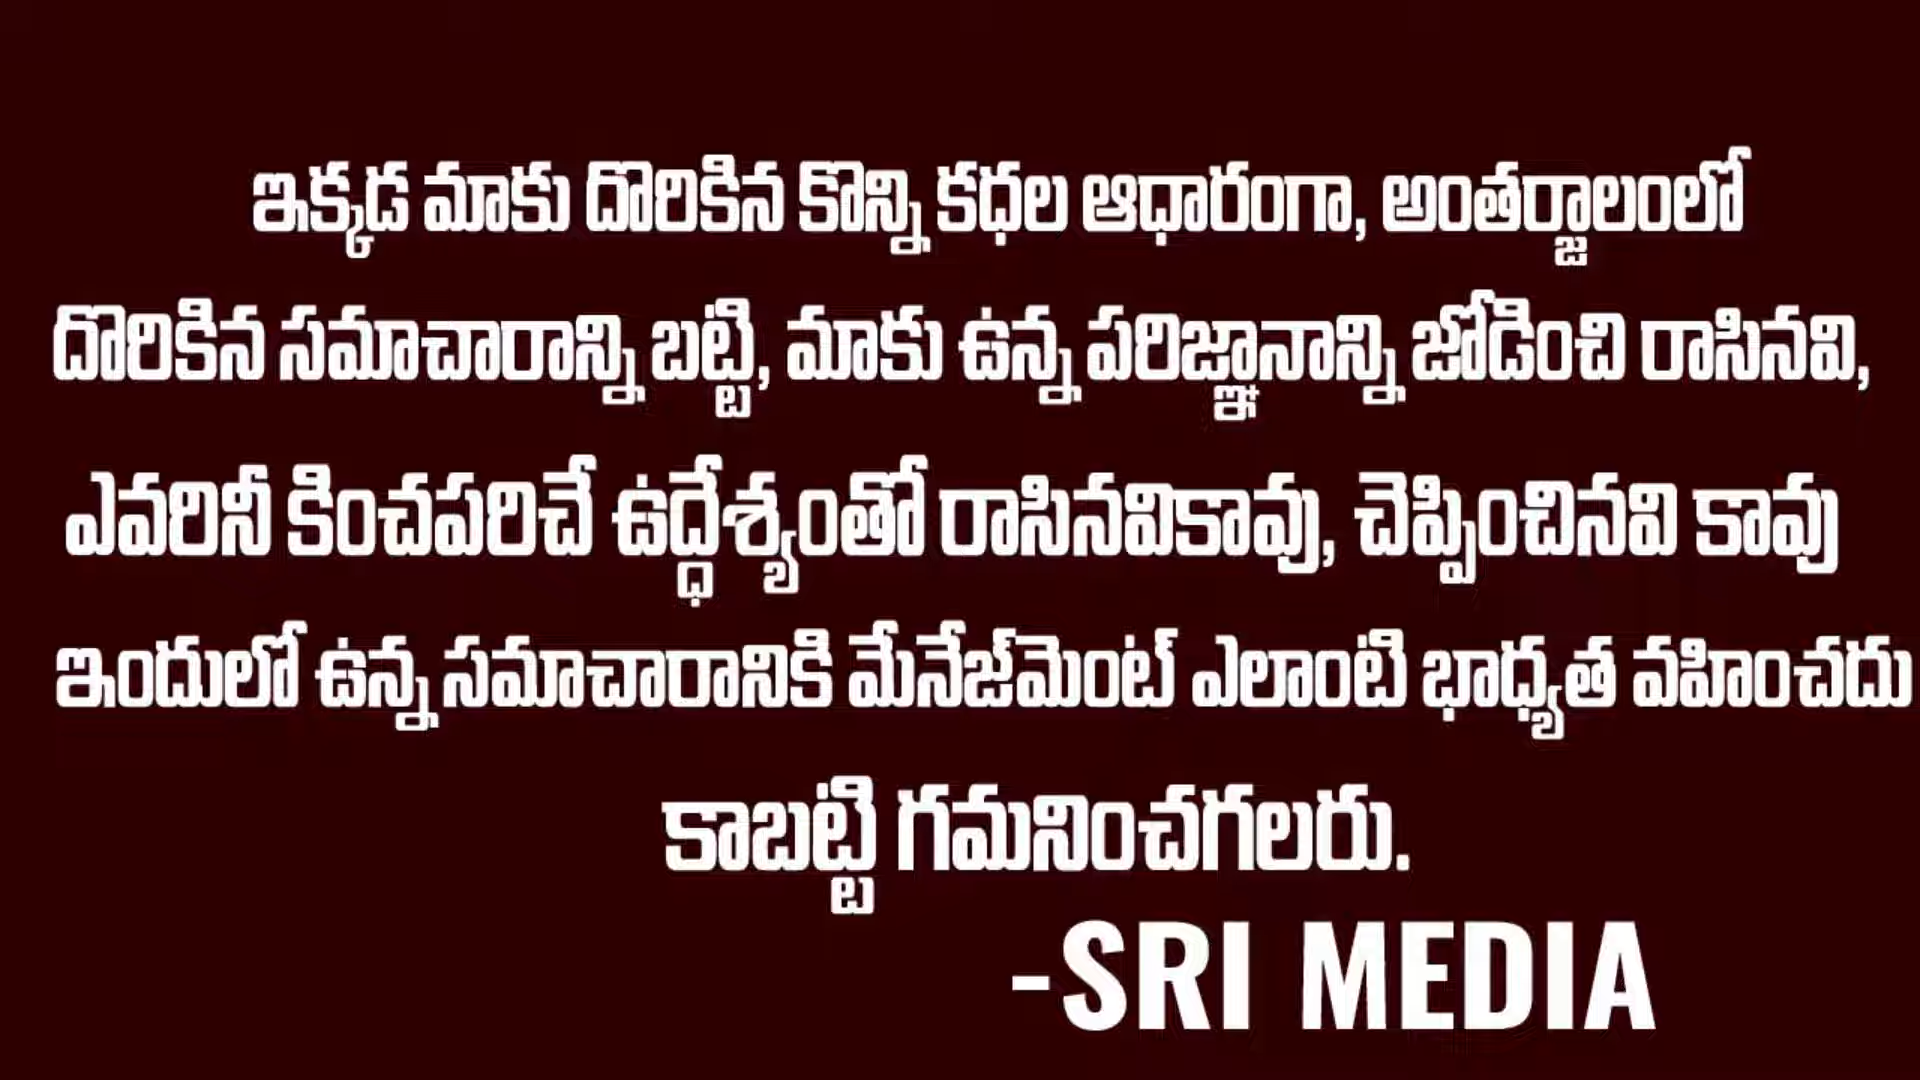 ఇక్కడ మాకు దొరికిన కొన్ని కధల ఆధారంగా, అంతర్జాలంలో
దొరికిన సమాచారాన్ని బట్టి, మాకు ఉన్న పరిజ్ఞానాన్ని జోడించి రాసినవి,
ఎవరినీ కించపరిచే ఉద్ధేశ్యంతో రాసినవికావు, చెప్పించినవి కావు
ఇందులో ఉన్న సమాచారానికి మేనేజ్‌మెంట్ ఎలాంటి భాధ్యత వహించదు
కాబట్టి గమనించగలరు.
-SRI MEDIA